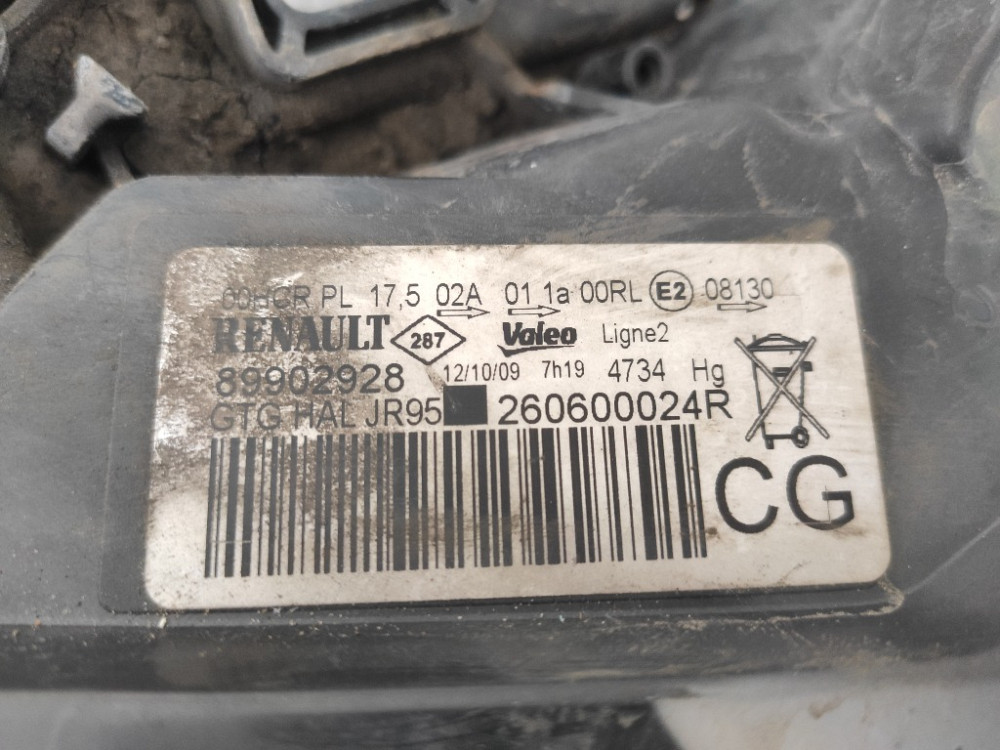 00HCR PL 17,5 02A 01 1a 00RL E2 08130
RENAULT 287 Valeo Ligne2
89902928 12/10/09 7h19 4734 Hg
GTG HAL JR95 260600024R
CG